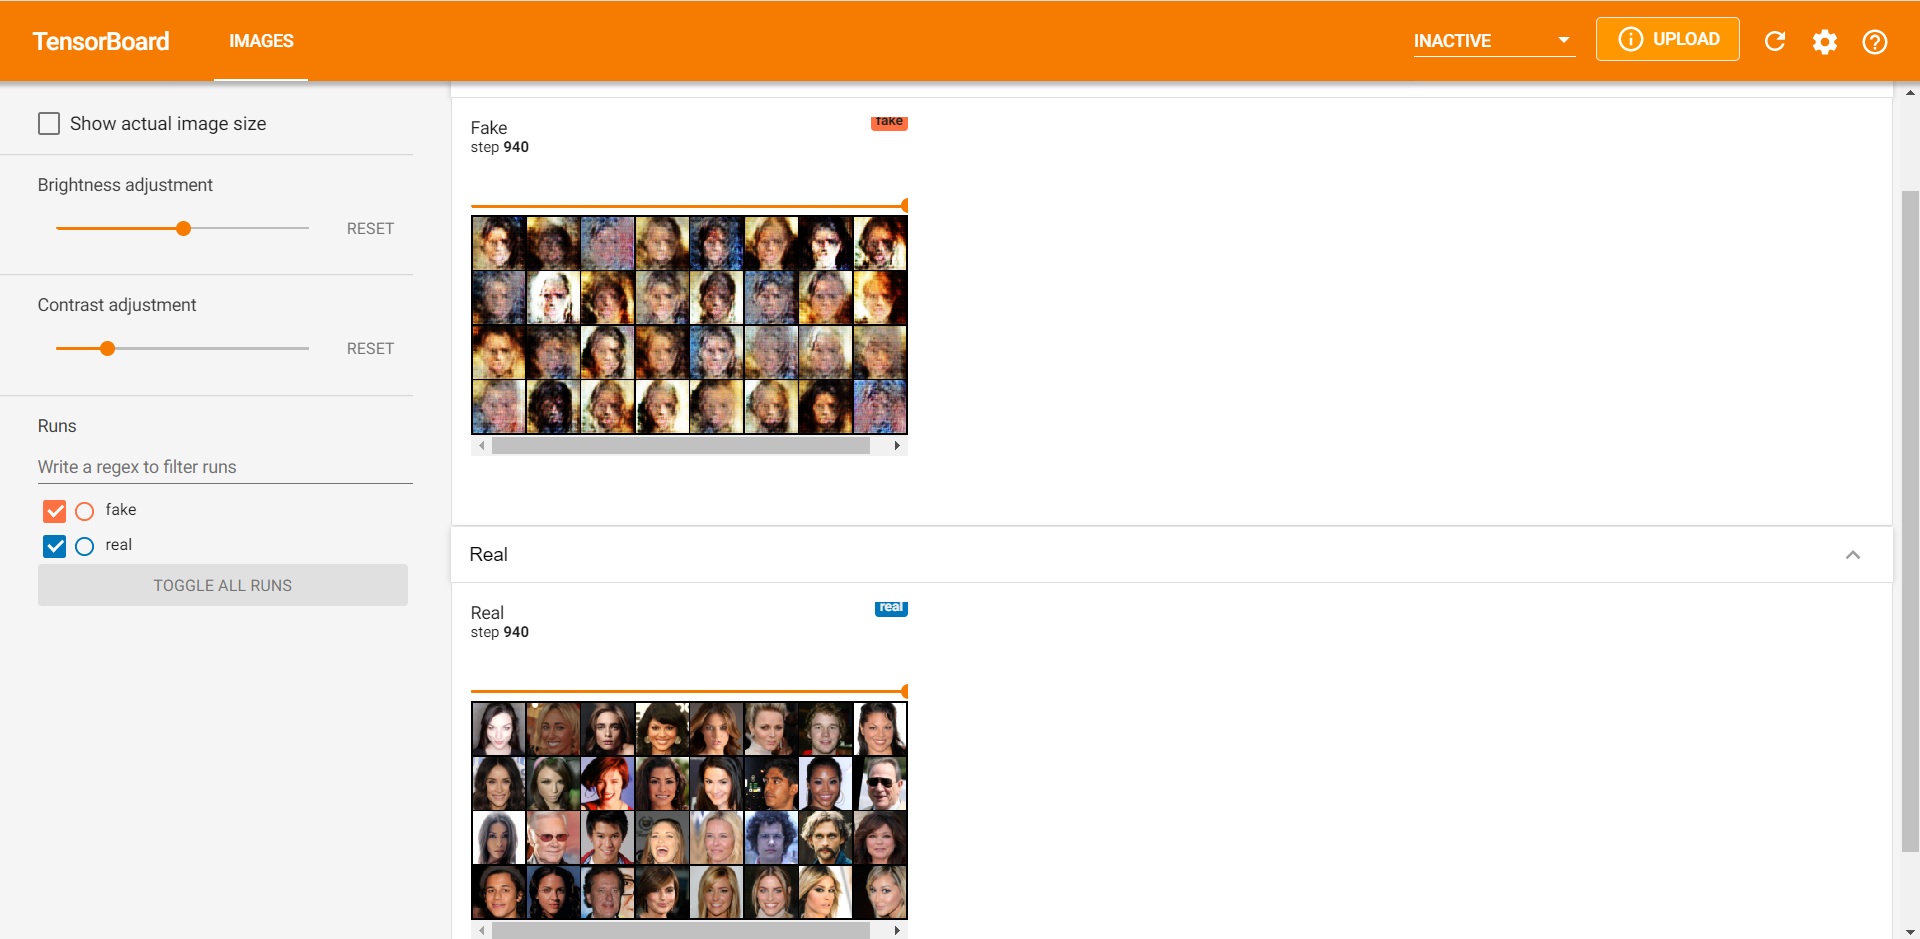 TensorBoard
IMAGES
INACTIVE
UPLOAD
Show actual image size
Brightness adjustment
RESET
Contrast adjustment
RESET
Runs
Write a regex to filter runs
fake
real
TOGGLE ALL RUNS
Fake
fake
step 940
Real
Real
real
step 940